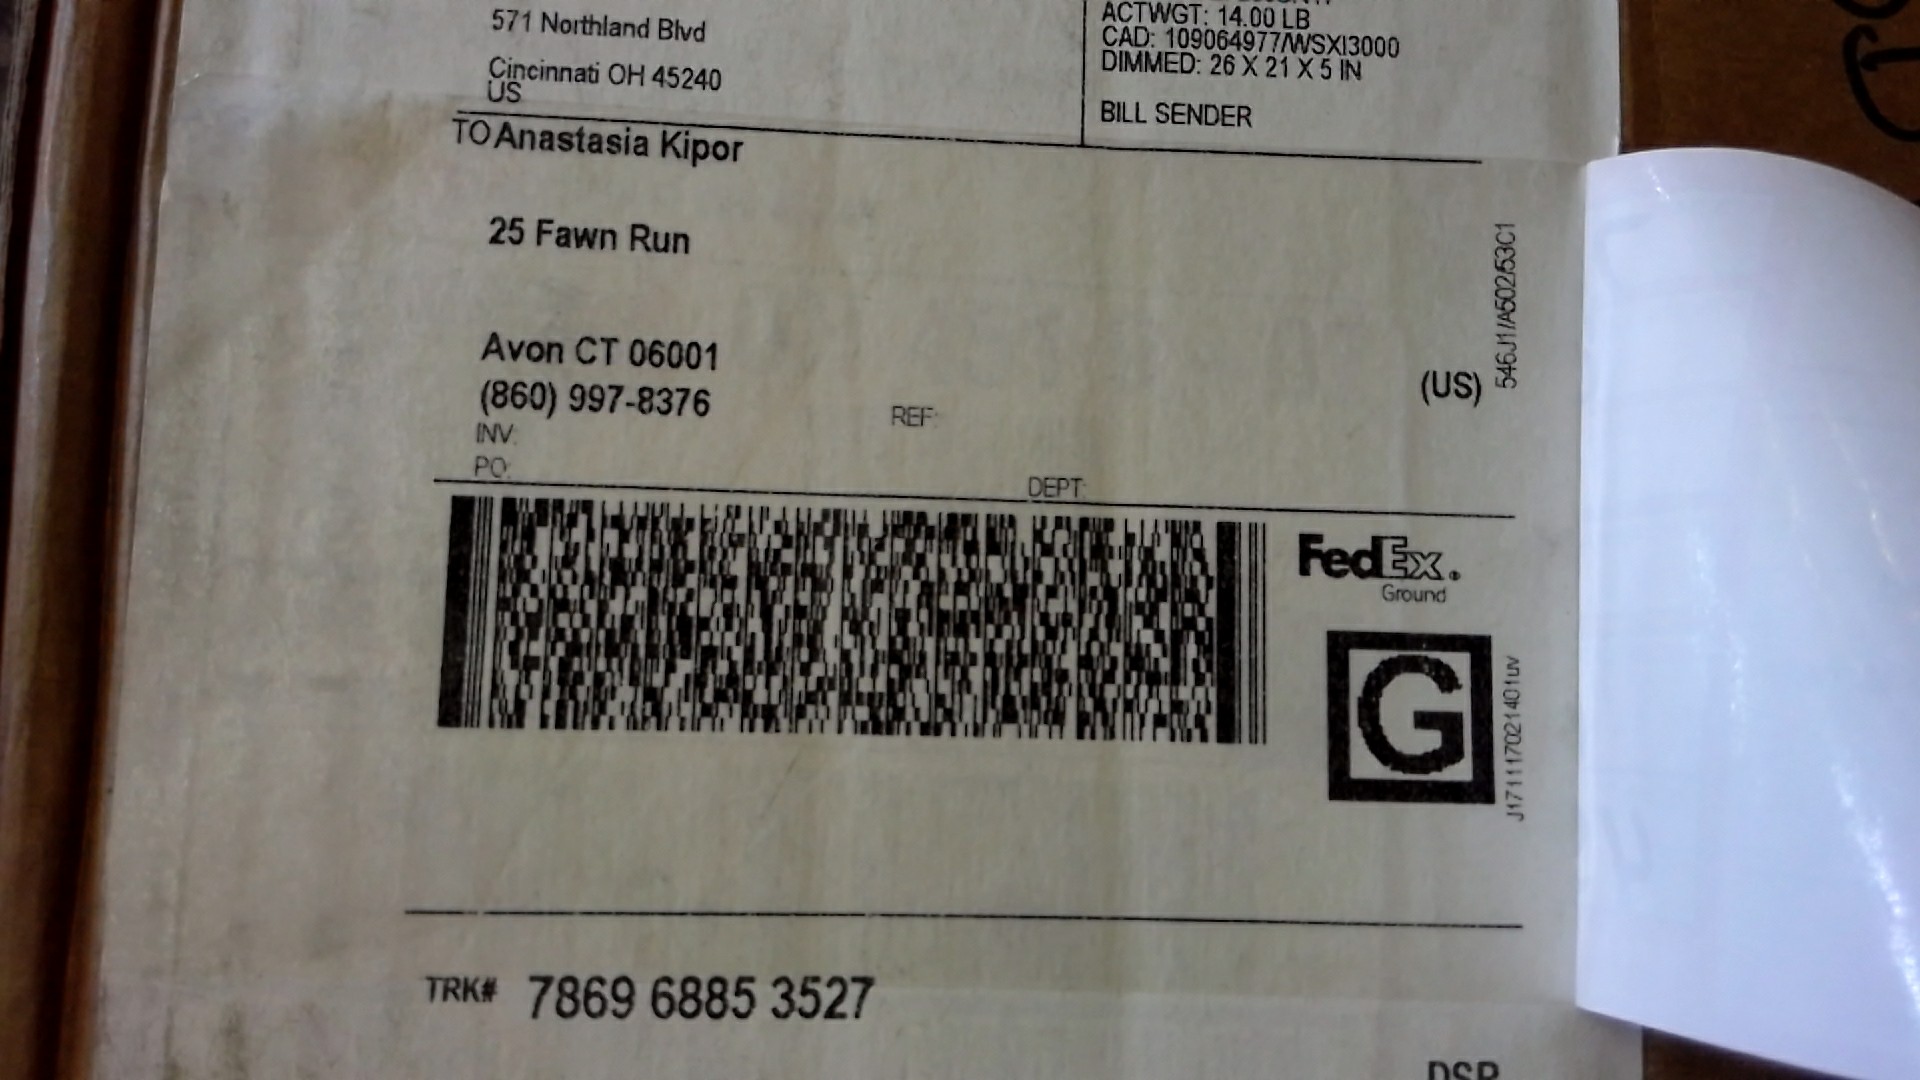 571 Northland Blvd
Cincinnati OH 45240
US
ACTWGT: 14.00 LB
CAD: 109064977/WSXI3000
DIMMED: 26 X 21 X 5 IN
BILL SENDER
TO Anastasia Kipor
25 Fawn Run
Avon CT 06001
(860) 997-8376
(US)
INV:
REF:
PO:
DEPT:
546J1/A502/53C1
FedEx.
Ground
G
J171117021401uv
TRK# 7869 6885 3527